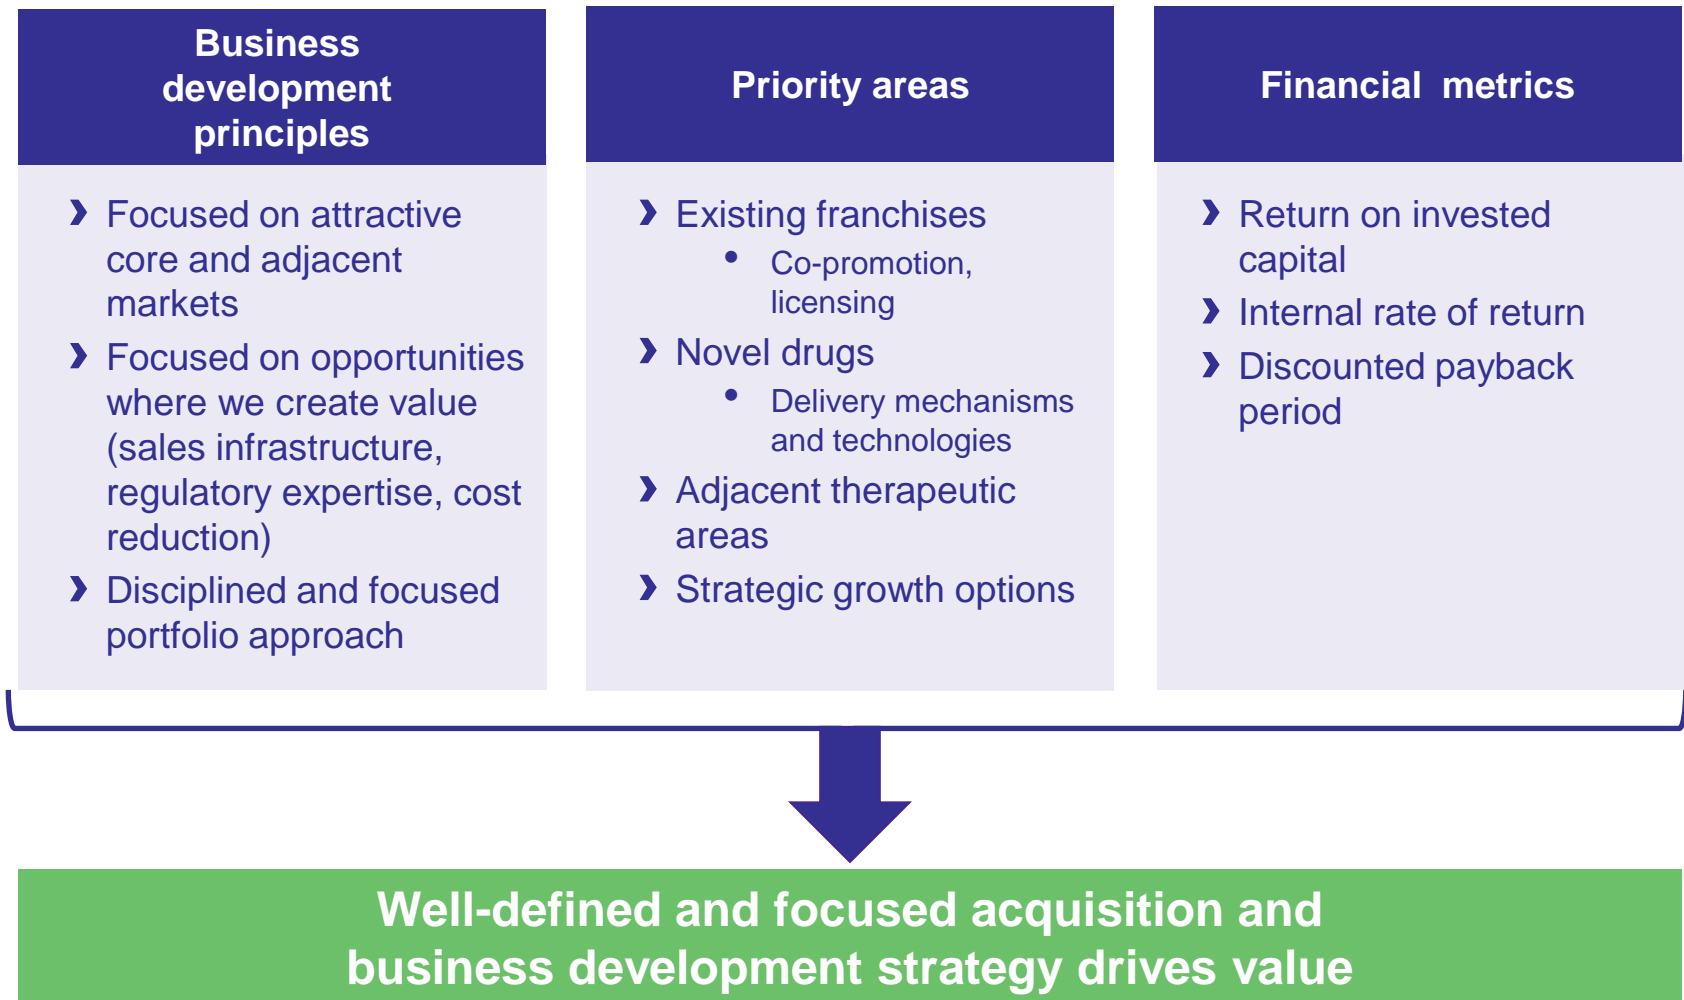 Business
development
principles
› Focused on attractive
core and adjacent
markets
› Focused on opportunities
where we create value
(sales infrastructure,
regulatory expertise, cost
reduction)
› Disciplined and focused
portfolio approach
Priority areas
› Existing franchises
• Co-promotion,
licensing
› Novel drugs
• Delivery mechanisms
and technologies
› Adjacent therapeutic
areas
› Strategic growth options
Financial metrics
› Return on invested
capital
› Internal rate of return
› Discounted payback
period
Well-defined and focused acquisition and
business development strategy drives value